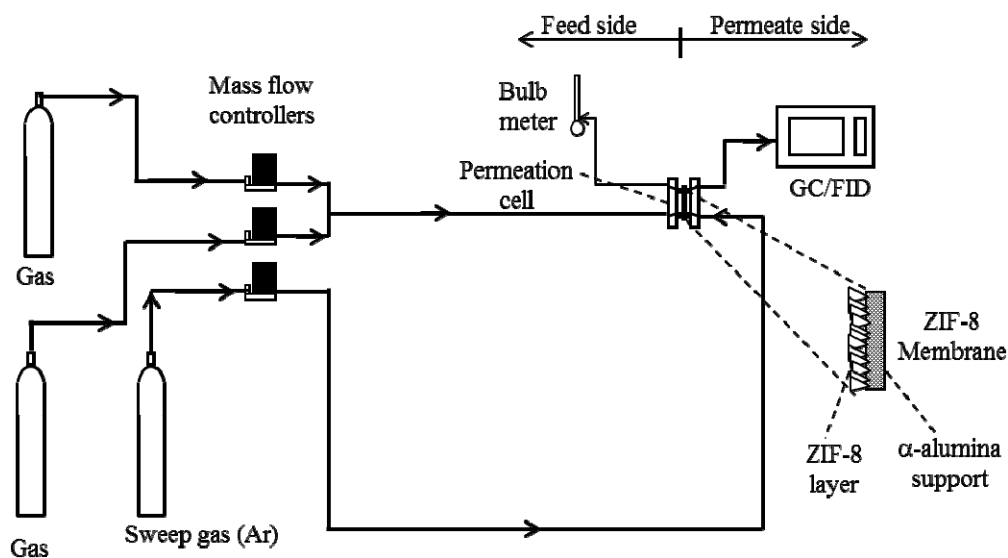 Feed side
Permeate side
Mass flow
controllers
Bulb
meter
Permeation
cell
GC/FID
Gas
ZIF-8
Membrane
ZIF-8
layer
α-alumina
support
Gas
Sweep gas (Ar)